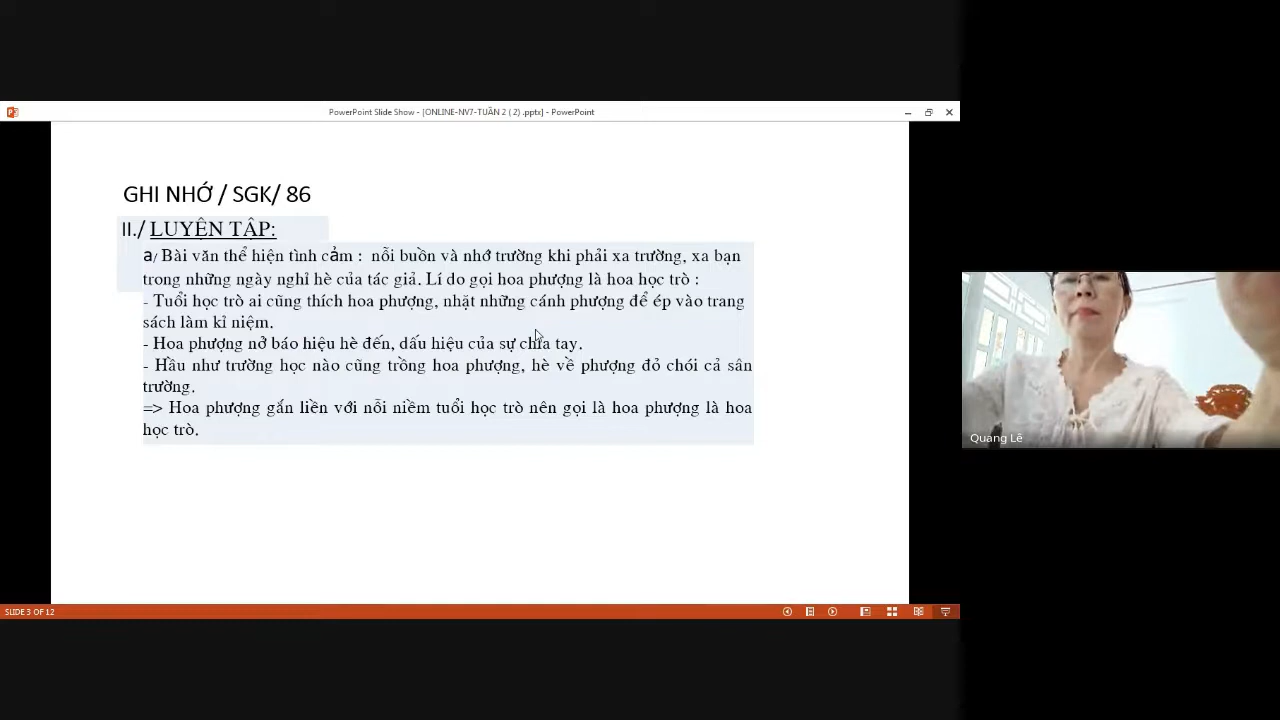 PowerPoint Slide Show - [ONLINE-NV7-TUẦN 2 ( 2) .pptx] - PowerPoint
GHI NHỚ / SGK/ 86
II./ LUYỆN TẬP:
a/ Bài văn thể hiện tình cảm : nỗi buồn và nhớ trường khi phải xa trường, xa bạn
trong những ngày nghỉ hè của tác giả. Lí do gọi hoa phượng là hoa học trò :
- Tuổi học trò ai cũng thích hoa phượng, nhặt những cánh phượng để ép vào trang
sách làm kỉ niệm.
- Hoa phượng nở báo hiệu hè đến, dấu hiệu của sự chia tay.
- Hầu như trường học nào cũng trồng hoa phượng, hè về phượng đỏ chói cả sân
trường.
=> Hoa phượng gắn liền với nỗi niềm tuổi học trò nên gọi là hoa phượng là hoa
học trò.
Quang Lê
SLIDE 3 OF 12